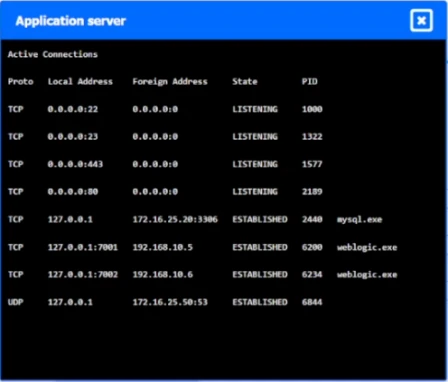 Application server
Active Connections
Proto Local Address Foreign Address State PID
TCP 0.0.0.0:22 0.0.0.0:0 LISTENING 1000
TCP 0.0.0.0:23 0.0.0.0:0 LISTENING 1322
TCP 0.0.0.0:443 0.0.0.0:0 LISTENING 1577
TCP 0.0.0.0:80 0.0.0.0:0 LISTENING 2189
TCP 127.0.0.1 172.16.25.20:3306 ESTABLISHED 2440 mysql.exe
TCP 127.0.0.1:7001 192.168.10.5 ESTABLISHED 6200 weblogic.exe
TCP 127.0.0.1:7002 192.168.10.6 ESTABLISHED 6234 weblogic.exe
UDP 127.0.0.1 172.16.25.50:53 ESTABLISHED 6844